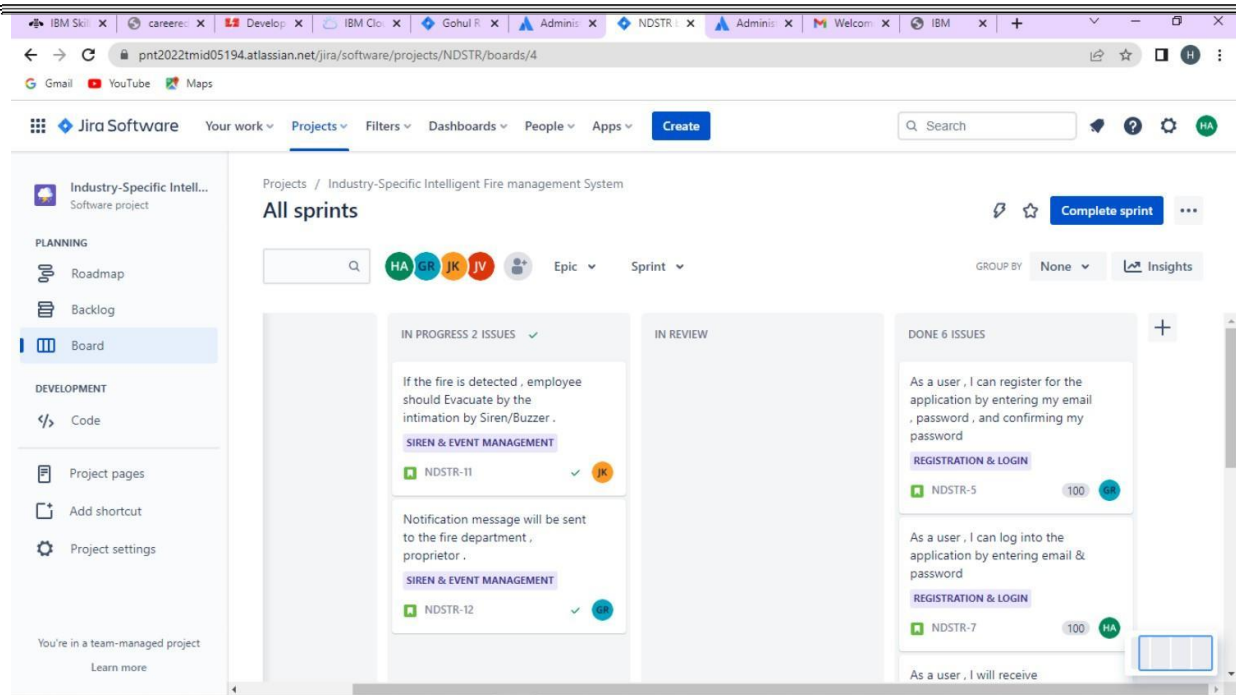 IBM Skil
careered
Develop
IBM Clou
Gohul R
Adminis
NDSTR
Adminis
Welcom
IBM
pnt2022tmid05194.atlassian.net/jira/software/projects/NDSTR/boards/4
H
Gmail
YouTube
Maps
Jira Software
Your work
Projects
Filters
Dashboards
People
Apps
Create
Search
HA
Industry-Specific Intell...
Software project
PLANNING
Roadmap
Backlog
Board
DEVELOPMENT
Code
Project pages
Add shortcut
Project settings
You're in a team-managed project
Learn more
Projects / Industry-Specific Intelligent Fire management System
All sprints
Complete sprint
HA GR JK JV
Epic
Sprint
GROUP BY
None
Insights
IN PROGRESS 2 ISSUES
If the fire is detected , employee
should Evacuate by the
intimation by Siren/Buzzer .
SIREN & EVENT MANAGEMENT
NDSTR-11
JK
Notification message will be sent
to the fire department ,
proprietor .
SIREN & EVENT MANAGEMENT
NDSTR-12
GR
IN REVIEW
DONE 6 ISSUES
As a user , I can register for the
application by entering my email
, password , and confirming my
password
REGISTRATION & LOGIN
NDSTR-5
100
GR
As a user , I can log into the
application by entering email &
password
REGISTRATION & LOGIN
NDSTR-7
100
HA
As a user , I will receive